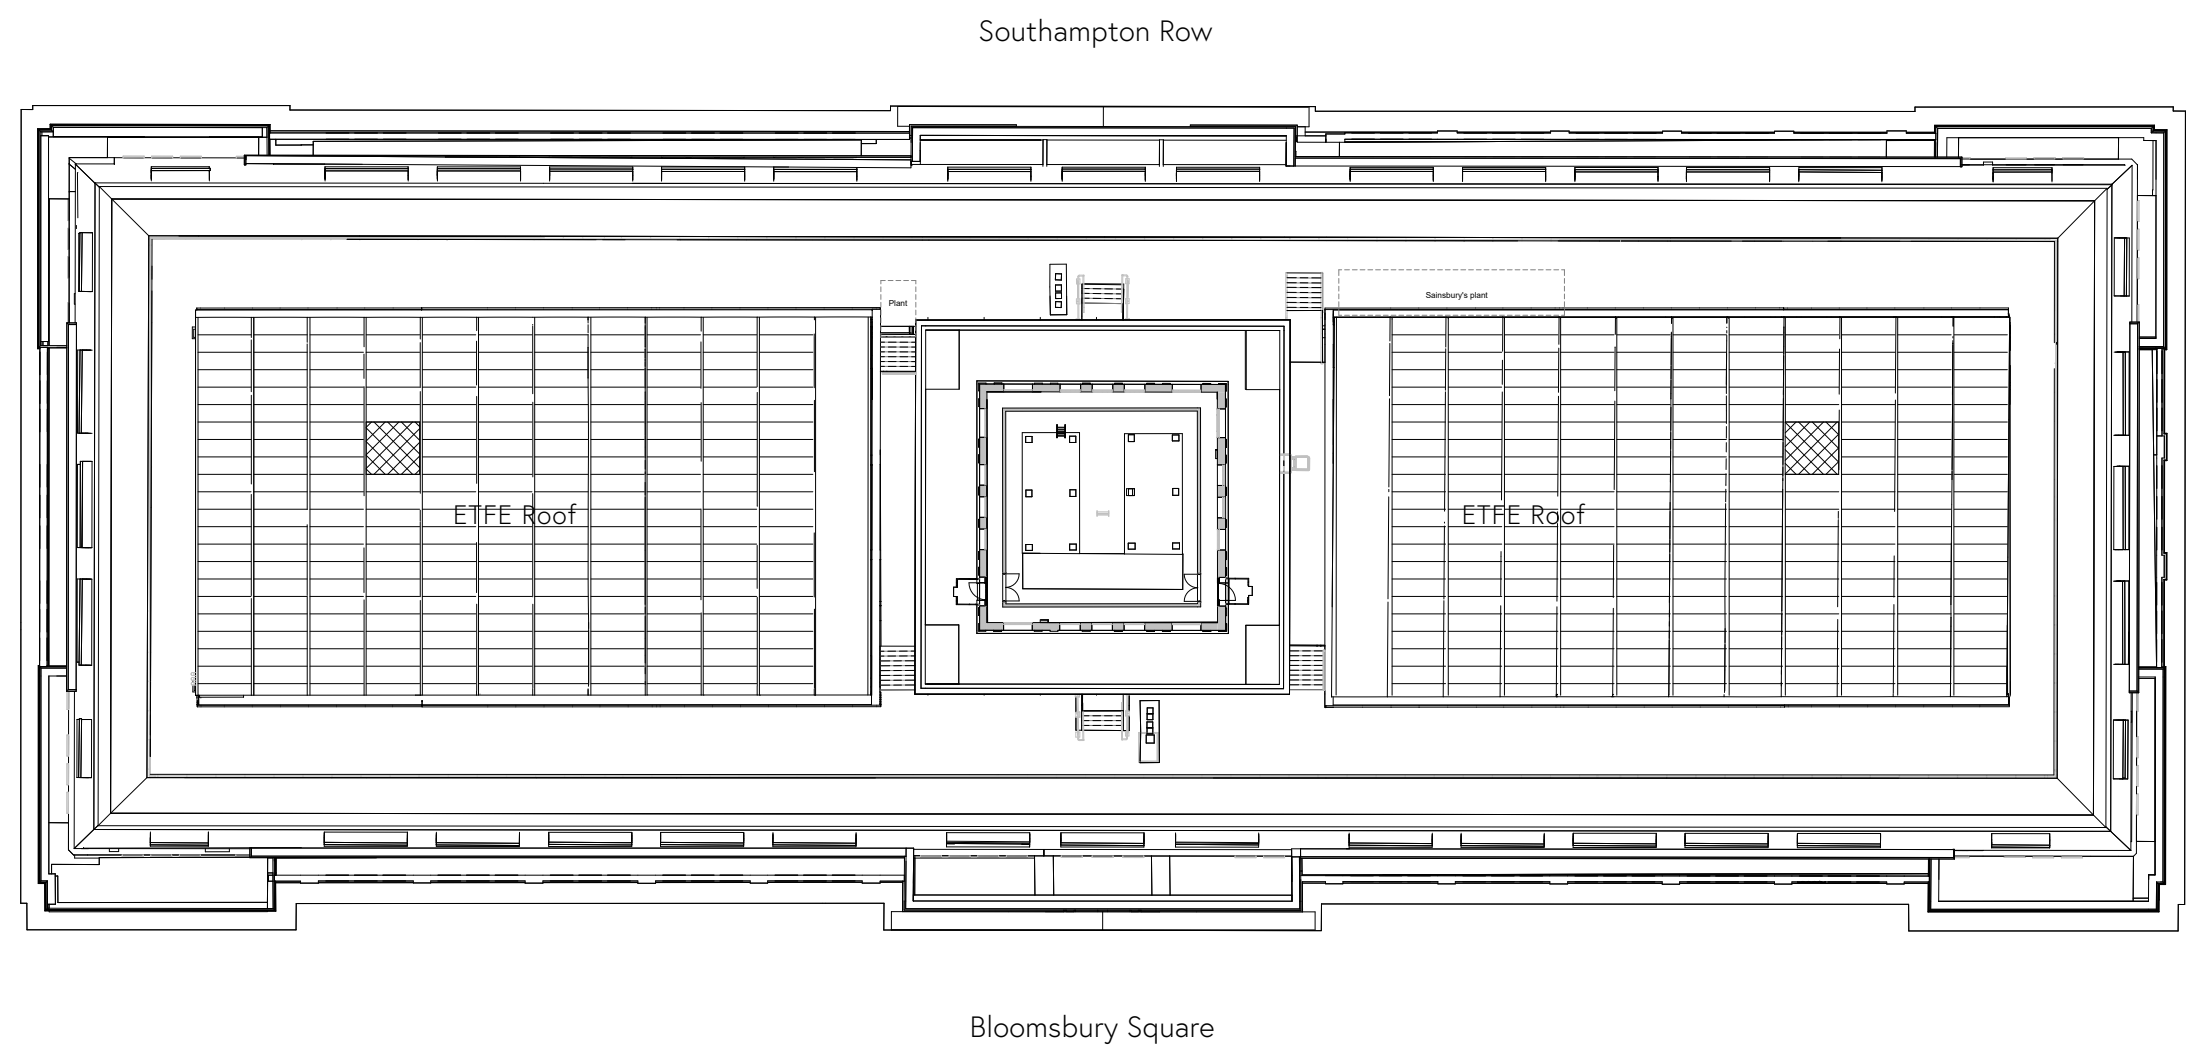 Southampton Row
Plant
Sainsbury's plant
ETFE Roof
ETFE Roof
Bloomsbury Square